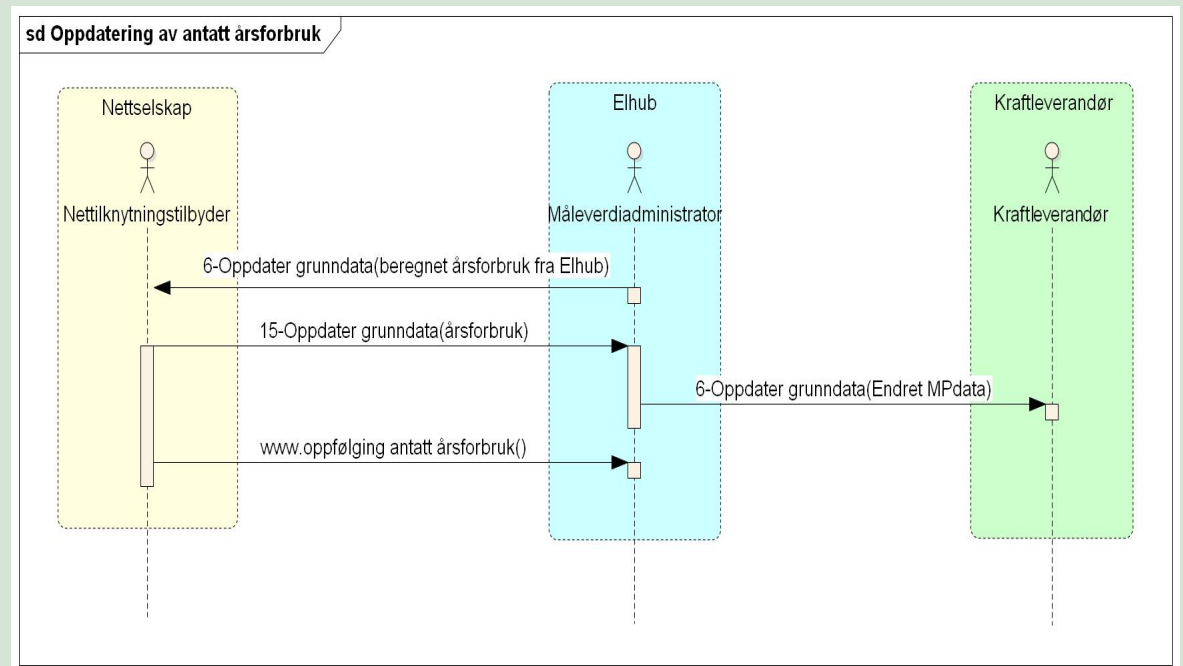 sd Oppdatering av antatt årsforbruk
Nettselskap
Elhub
Kraftleverandør
Nettilknytningstilbyder
Måleverdiadministrator
Kraftleverandør
6-Oppdater grunndata(beregnet årsforbruk fra Elhub)
15-Oppdater grunndata(årsforbruk)
6-Oppdater grunndata(Endret MPdata)
www.oppfølging antatt årsforbruk()